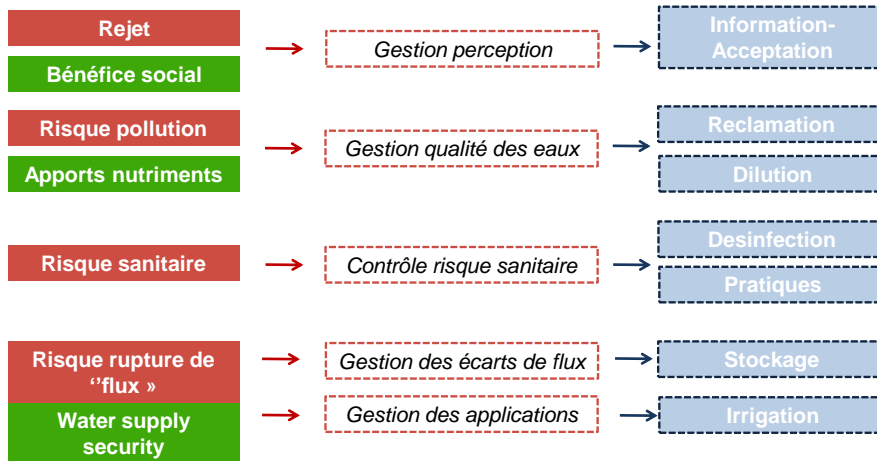 Rejet
Bénéfice social
Gestion perception
Information-
Acceptation
Risque pollution
Apports nutriments
Gestion qualité des eaux
Reclamation
Dilution
Risque sanitaire
Contrôle risque sanitaire
Desinfection
Pratiques
Risque rupture de
‘’flux »
Gestion des écarts de flux
Stockage
Water supply
security
Gestion des applications
Irrigation